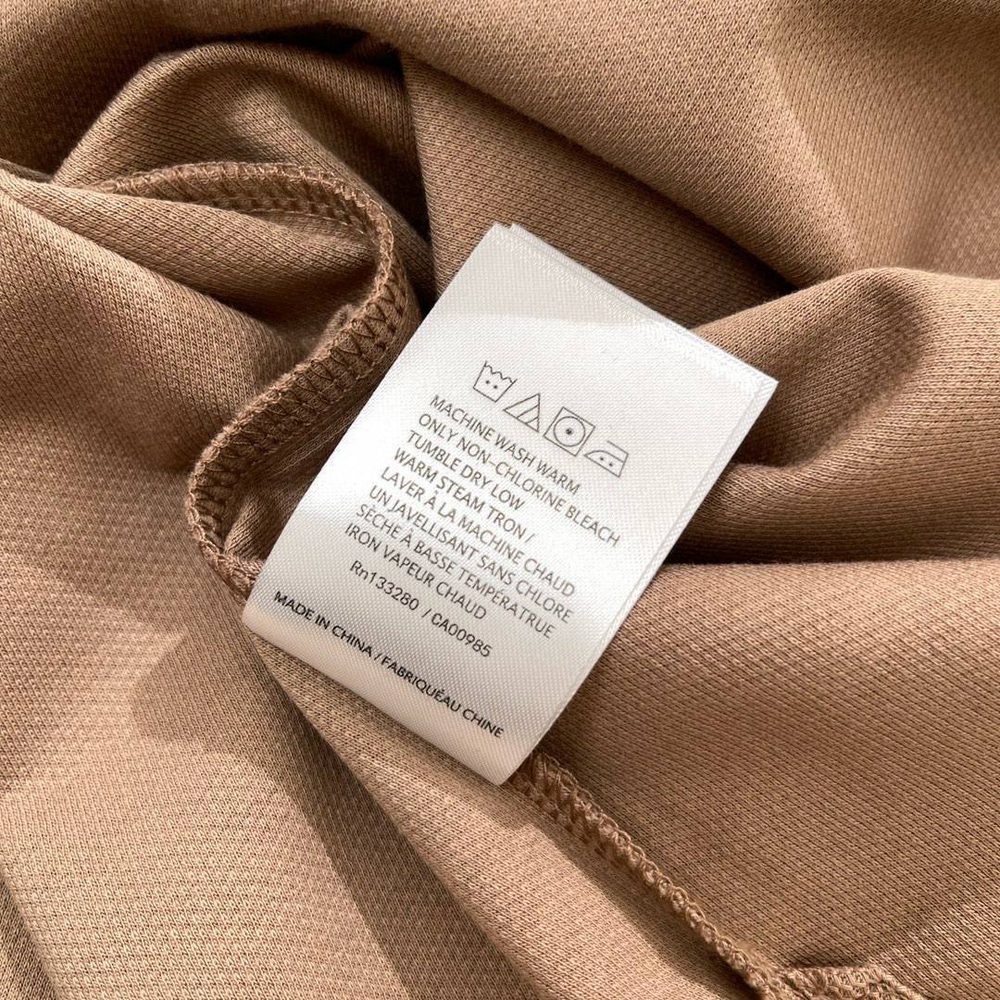 MACHINE WASH WARM
ONLY NON-CHLORINE BLEACH
TUMBLE DRY LOW
WARM STEAM TRON /
LAVER À LA MACHINE CHAUD
UN JAVELLISANT SANS CHLORE
SÈCHE À BASSE TEMPÉRATRUE
IRON VAPEUR CHAUD
Rn133280 / CA00985
MADE IN CHINA / FABRIQUÉAU CHINE